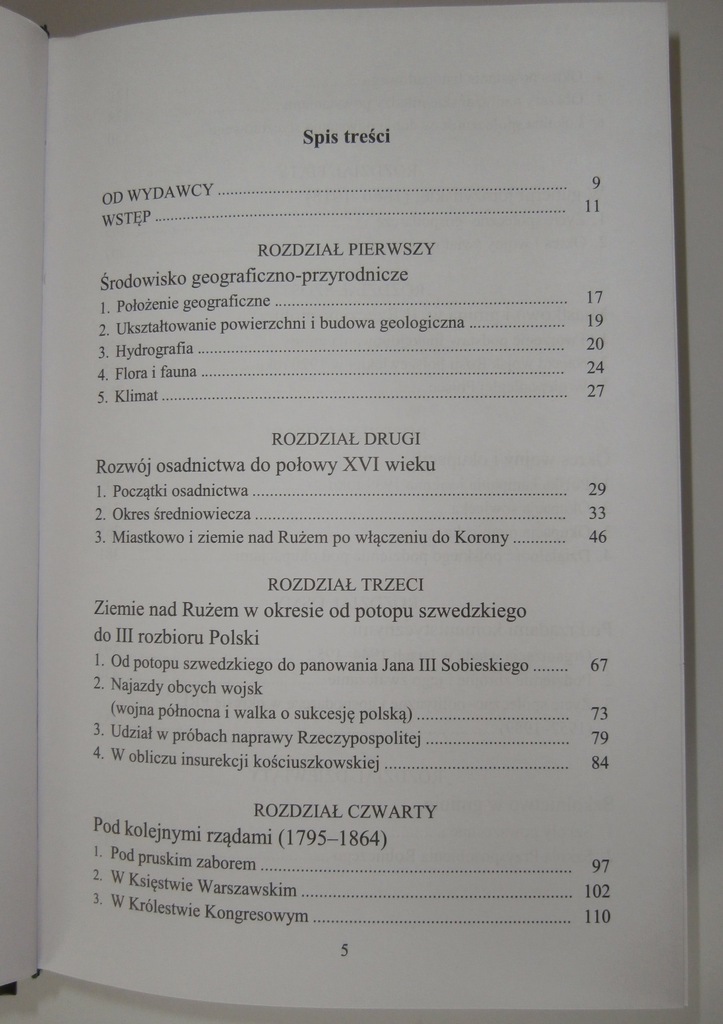 Spis treści
OD WYDAWCY ........ 9
WSTĘP ........ 11
ROZDZIAŁ PIERWSZY
Środowisko geograficzno-przyrodnicze
1. Położenie geograficzne ........ 17
2. Ukształtowanie powierzchni i budowa geologiczna ........ 19
3. Hydrografia ........ 20
4. Flora i fauna ........ 24
5. Klimat ........ 27
ROZDZIAŁ DRUGI
Rozwój osadnictwa do połowy XVI wieku
1. Początki osadnictwa ........ 29
2. Okres średniowiecza ........ 33
3. Miastkowo i ziemie nad Rużem po włączeniu do Korony ........ 46
ROZDZIAŁ TRZECI
Ziemie nad Rużem w okresie od potopu szwedzkiego
do III rozbioru Polski
1. Od potopu szwedzkiego do panowania Jana III Sobieskiego ........ 67
2. Najazdy obcych wojsk
(wojna północna i walka o sukcesję polską) ........ 73
3. Udział w próbach naprawy Rzeczypospolitej ........ 79
4. W obliczu insurekcji kościuszkowskiej ........ 84
ROZDZIAŁ CZWARTY
Pod kolejnymi rządami (1795–1864)
1. Pod pruskim zaborem ........ 97
2. W Księstwie Warszawskim ........ 102
3. W Królestwie Kongresowym ........ 110
5